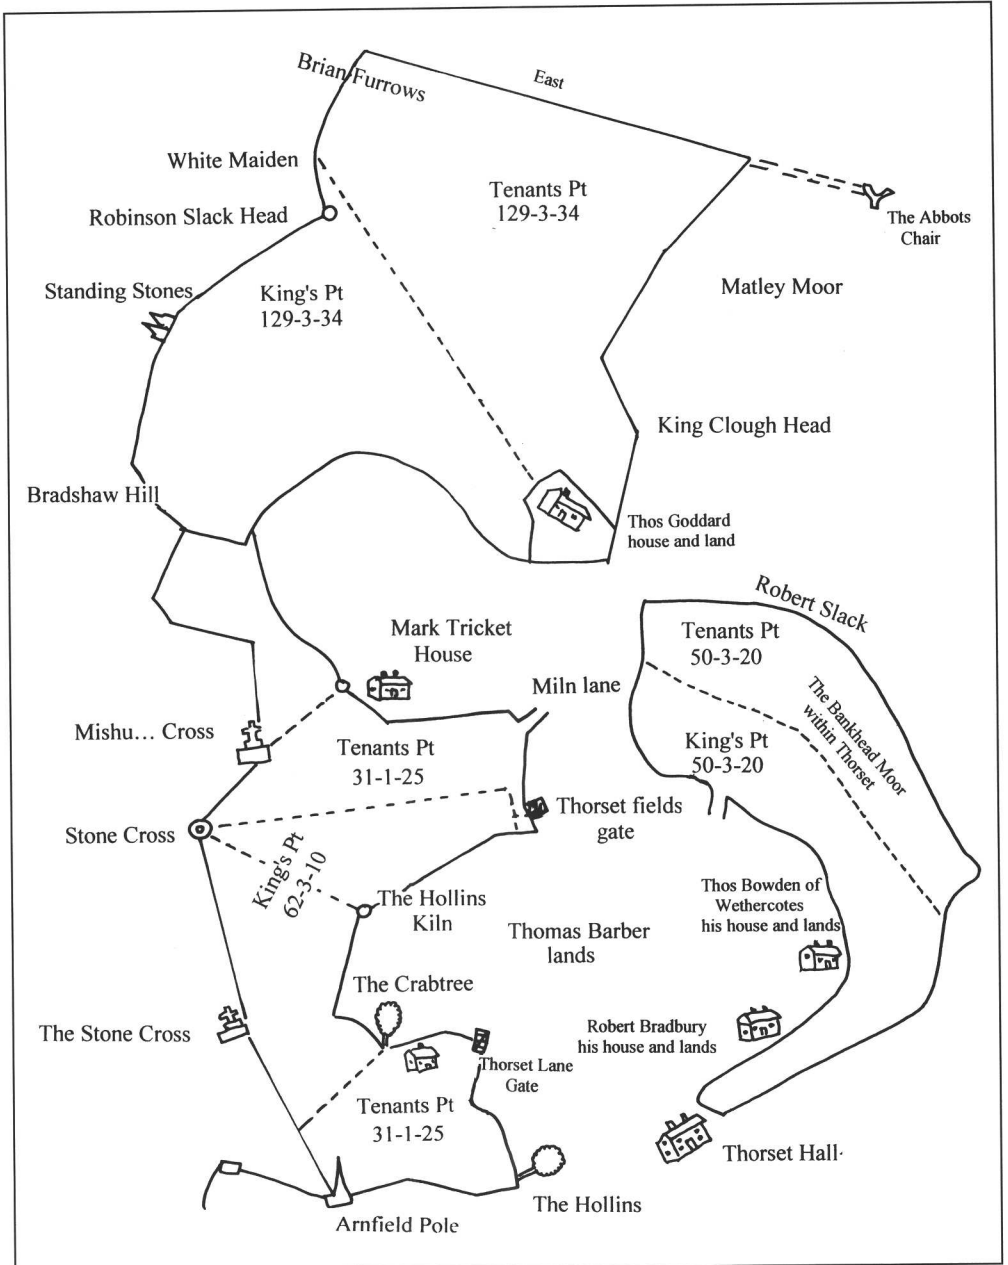 Brian Furrows
East
White Maiden
Tenants Pt
129-3-34
Robinson Slack Head
The Abbots
Chair
Standing Stones
King's Pt
129-3-34
Matley Moor
King Clough Head
Bradshaw Hill
Thos Goddard
house and land
Robert Slack
Mark Tricket
House
Tenants Pt
50-3-20
Miln lane
The Bankhead Moor
within Thorset
Mishu... Cross
Tenants Pt
31-1-25
King's Pt
50-3-20
Stone Cross
Thorset fields
gate
King's Pt
62-3-10
The Hollins
Kiln
Thos Bowden of
Wethercotes
his house and lands
Thomas Barber
lands
The Crabtree
The Stone Cross
Robert Bradbury
his house and lands
Thorset Lane
Gate
Tenants Pt
31-1-25
Thorset Hall
The Hollins
Arnfield Pole